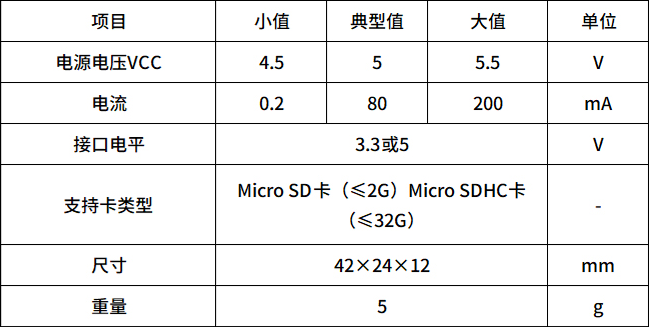 项目 小值 典型值 大值 单位
电源电压VCC 4.5 5 5.5 V
电流 0.2 80 200 mA
接口电平 3.3或5 V
支持卡类型 Micro SD卡（≤2G）Micro SDHC卡 -
（≤32G）
尺寸 42×24×12 mm
重量 5 g